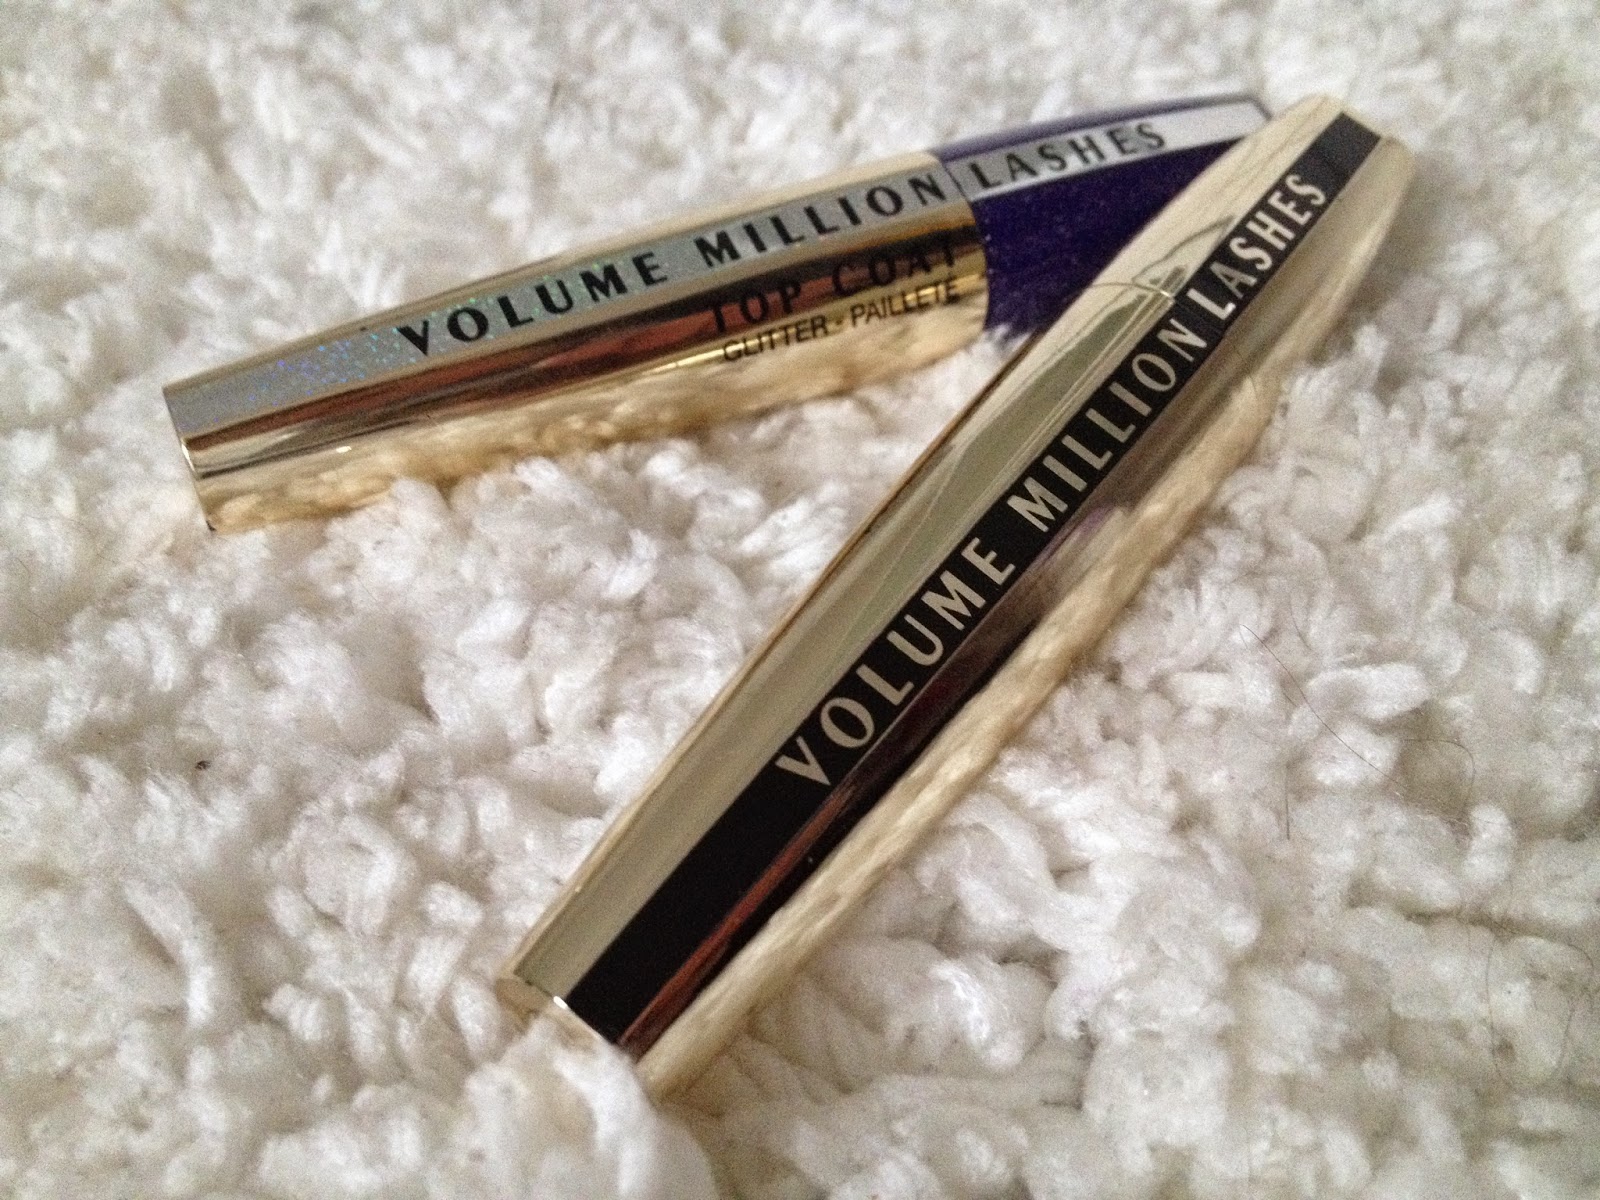 VOLUME MILLION LASHES
TOP COAT
GLITTER - PAILLETÉ
VOLUME MILLION LASHES